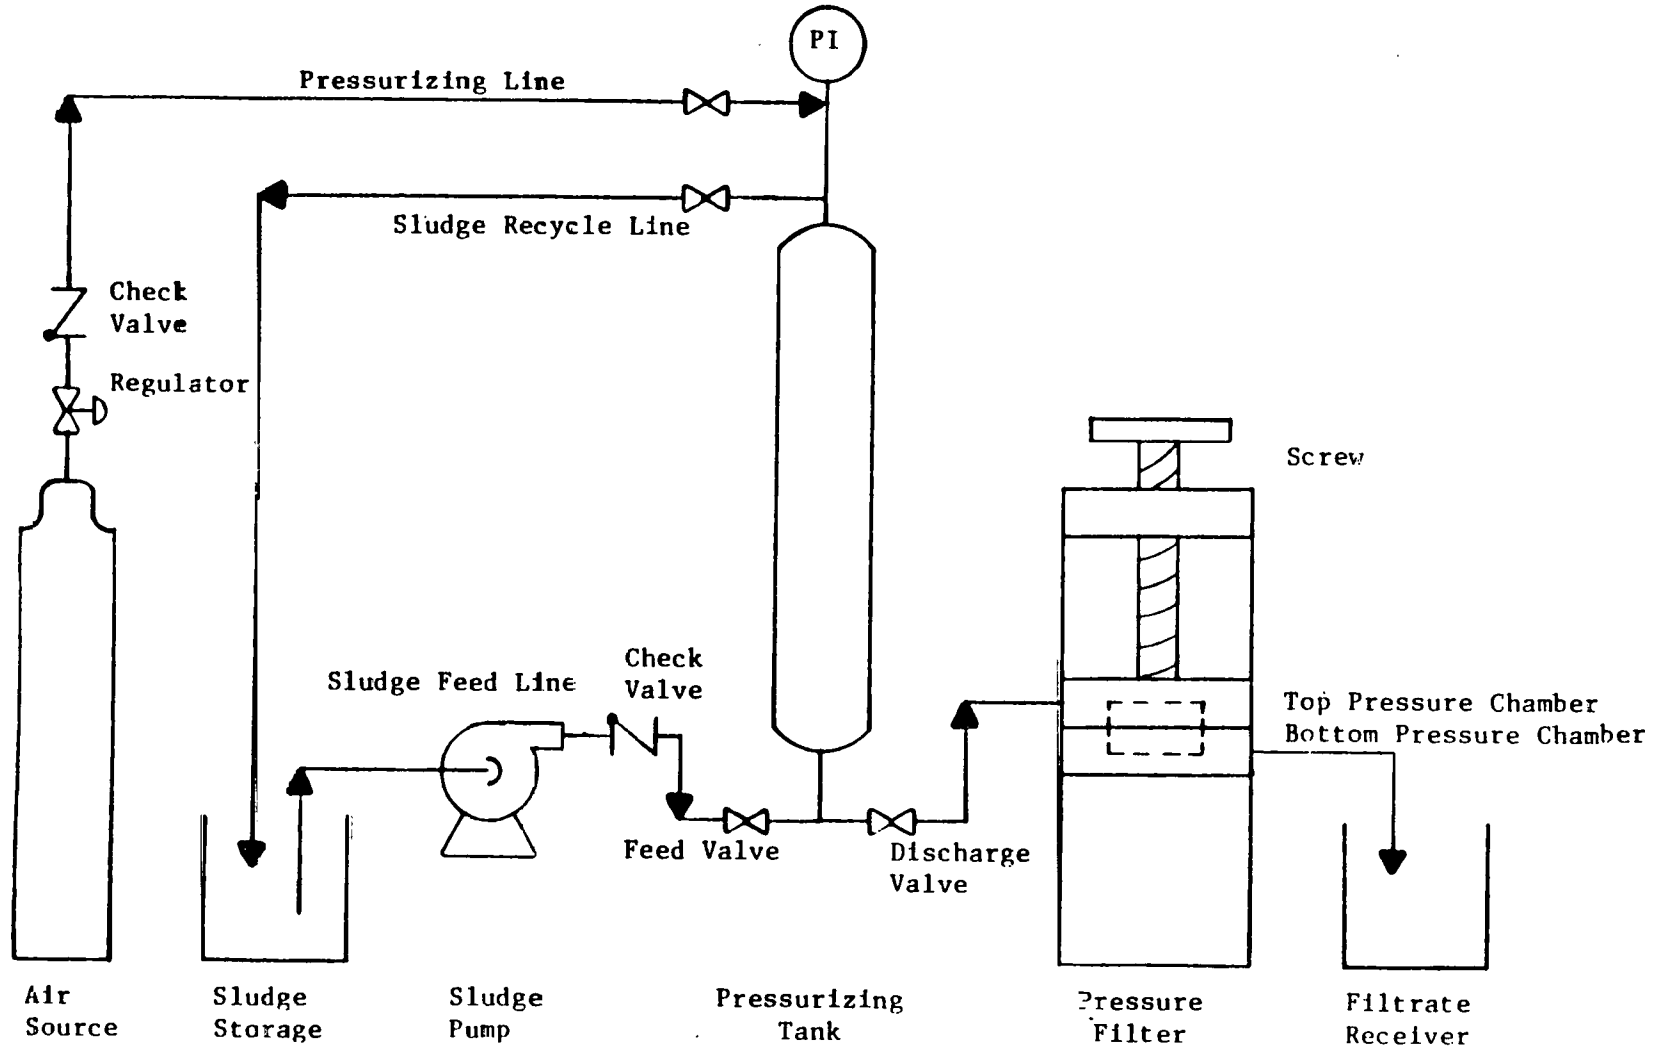 PI
Pressurizing Line
Sludge Recycle Line
Check
Valve
Regulator
Screw
Check
Valve
Sludge Feed Line
Top Pressure Chamber
Bottom Pressure Chamber
Feed Valve
Discharge
Valve
Air
Source
Sludge
Storage
Sludge
Pump
Pressurizing
Tank
Pressure
Filter
Filtrate
Receiver